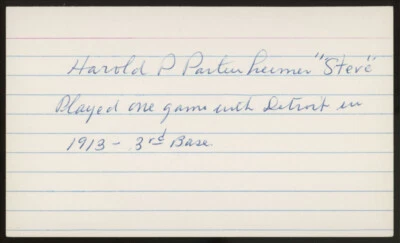 Harold P Partenheimer "Steve"
Played one game with Detroit in
1913 - 3rd Base.